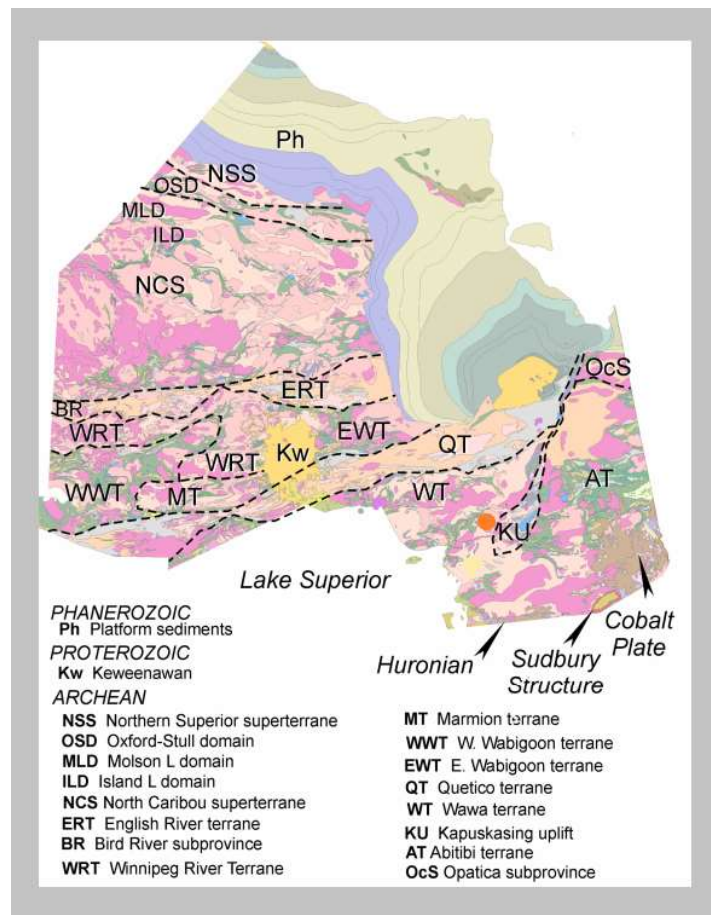 Ph
NSS
OSD
MLD
ILD
NCS
OcS
ERT
BR
WRT
EWT
QT
WRT
Kw
AT
WWT
MT
WT
KU
Lake Superior
Cobalt
Plate
Huronian
Sudbury
Structure
PHANEROZOIC
Ph Platform sediments
PROTEROZOIC
Kw Keweenawan
ARCHEAN
NSS Northern Superior superterrane
OSD Oxford-Stull domain
MLD Molson L domain
ILD Island L domain
NCS North Caribou superterrane
ERT English River terrane
BR Bird River subprovince
WRT Winnipeg River Terrane
MT Marmion terrane
WWT W. Wabigoon terrane
EWT E. Wabigoon terrane
QT Quetico terrane
WT Wawa terrane
KU Kapuskasing uplift
AT Abitibi terrane
OcS Opatica subprovince